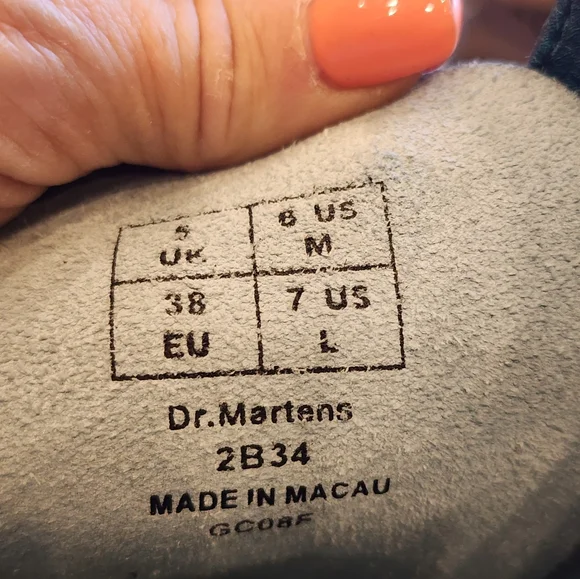 5 UK
6 US M
38 EU
7 US L
Dr.Martens
2B34
MADE IN MACAU
GC08F